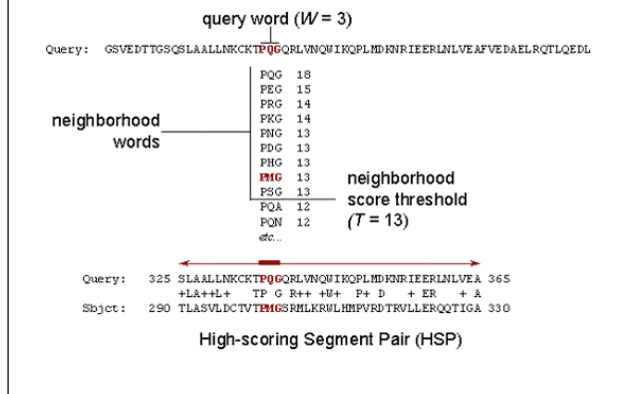 query word (W = 3)
Query: GSVEDTTGSQSLAALLNKCKTPQGQRLVNQWIKQPLMDKNRIEERLNLVEAFVEDAELRQTLQEDL
PQG 18
PEG 15
PRG 14
PKG 14
neighborhood words
PNG 13
PDG 13
PHG 13
PMG 13
PSG 13
neighborhood score threshold (T = 13)
PQA 12
PQN 12
etc...
Query: 325 SLAALLNKCKTPQGQRLVNQWIKQPLMDKNRIEERLNLVEA 365
+LA++L+ TP G R++ +W+ P+ D + ER + A
Sbjct: 290 TLASVLDCTVTPMGSRMLKRWLHMPVRDTRVLLERQQTIGA 330
High-scoring Segment Pair (HSP)